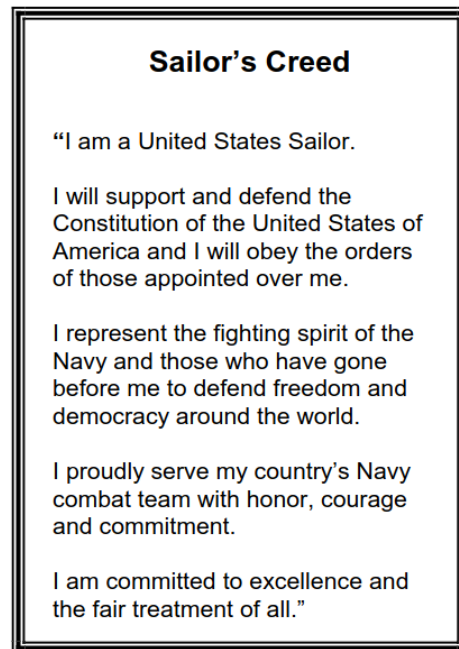 Sailor’s Creed
“I am a United States Sailor.
I will support and defend the
Constitution of the United States of
America and I will obey the orders
of those appointed over me.
I represent the fighting spirit of the
Navy and those who have gone
before me to defend freedom and
democracy around the world.
I proudly serve my country’s Navy
combat team with honor, courage
and commitment.
I am committed to excellence and
the fair treatment of all.”